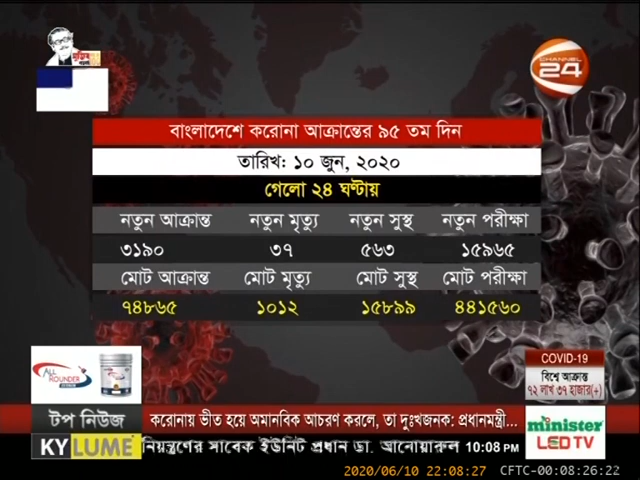 CHANNEL
24
বাংলাদেশে করোনা আক্রান্তের ৯৫ তম দিন
তারিখ: ১০ জুন, ২০২০
গেলো ২৪ ঘণ্টায়
নতুন আক্রান্ত নতুন মৃত্যু নতুন সুস্থ নতুন পরীক্ষা
৩১৯০ ৩৭ ৫৬৩ ১৫৯৬৫
মোট আক্রান্ত মোট মৃত্যু মোট সুস্থ মোট পরীক্ষা
৭৪৮৬৫ ১০১২ ১৫৮৯৯ ৪৪১৫৬০
ALL ROUNDER
COVID-19
বিশ্বে আক্রান্ত
৭২ লাখ ৩৭ হাজার(+)
টপ নিউজ করোনায় ভীত হয়ে অমানবিক আচরণ করলে, তা দুঃখজনক: প্রধানমন্ত্রী...
KYLUME নিয়ন্ত্রণের সাবেক ইউনিট প্রধান ডা. আনোয়ারুল 10:08 PM
minister
LED TV
2020/06/10 22:08:27 CFTC-00:08:26:22